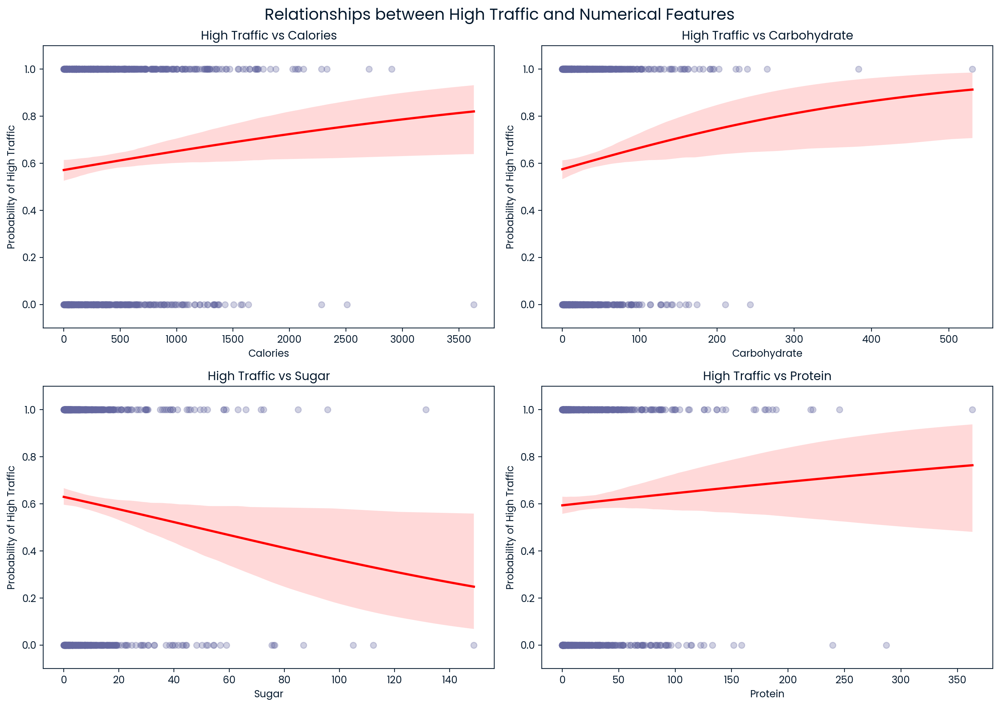 Relationships between High Traffic and Numerical Features
High Traffic vs Calories
Probability of High Traffic
1.0
0.8
0.6
0.4
0.2
0.0
0 500 1000 1500 2000 2500 3000 3500
Calories
High Traffic vs Carbohydrate
Probability of High Traffic
1.0
0.8
0.6
0.4
0.2
0.0
0 100 200 300 400 500
Carbohydrate
High Traffic vs Sugar
Probability of High Traffic
1.0
0.8
0.6
0.4
0.2
0.0
0 20 40 60 80 100 120 140
Sugar
High Traffic vs Protein
Probability of High Traffic
1.0
0.8
0.6
0.4
0.2
0.0
0 50 100 150 200 250 300 350
Protein